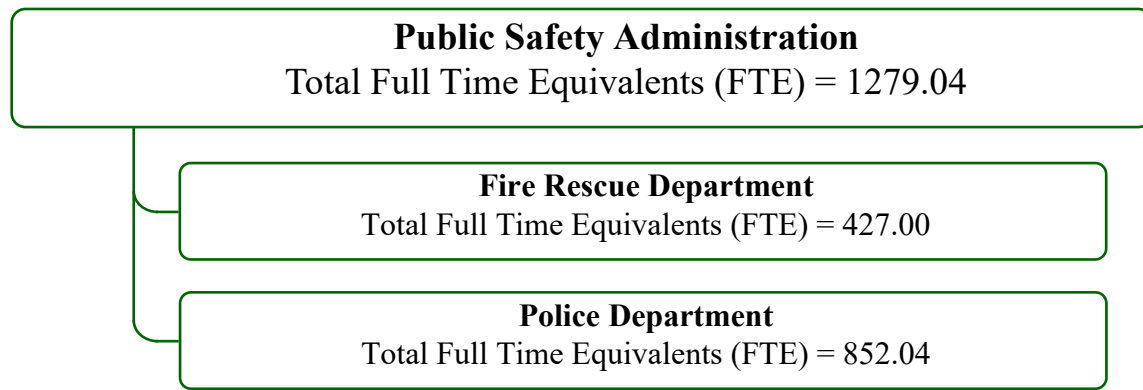 Public Safety Administration
Total Full Time Equivalents (FTE) = 1279.04
Fire Rescue Department
Total Full Time Equivalents (FTE) = 427.00
Police Department
Total Full Time Equivalents (FTE) = 852.04